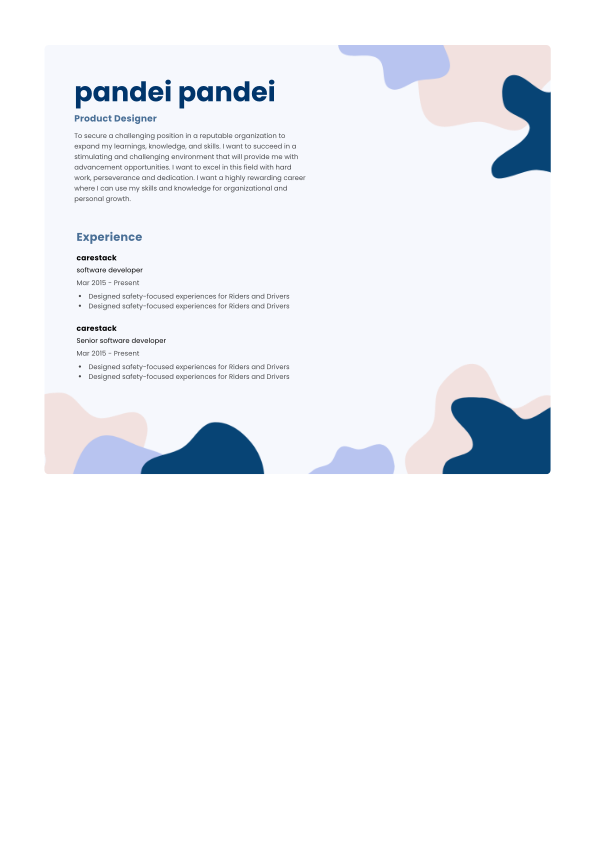 pandei pandei
Product Designer
To secure a challenging position in a reputable organization to
expand my learnings, knowledge, and skills. I want to succeed in a
stimulating and challenging environment that will provide me with
advancement opportunities. I want to excel in this field with hard
work, perseverance and dedication. I want a highly rewarding career
where I can use my skills and knowledge for organizational and
personal growth.
Experience
carestack
software developer
Mar 2015 - Present
• Designed safety-focused experiences for Riders and Drivers
• Designed safety-focused experiences for Riders and Drivers
carestack
Senior software developer
Mar 2015 - Present
• Designed safety-focused experiences for Riders and Drivers
• Designed safety-focused experiences for Riders and Drivers